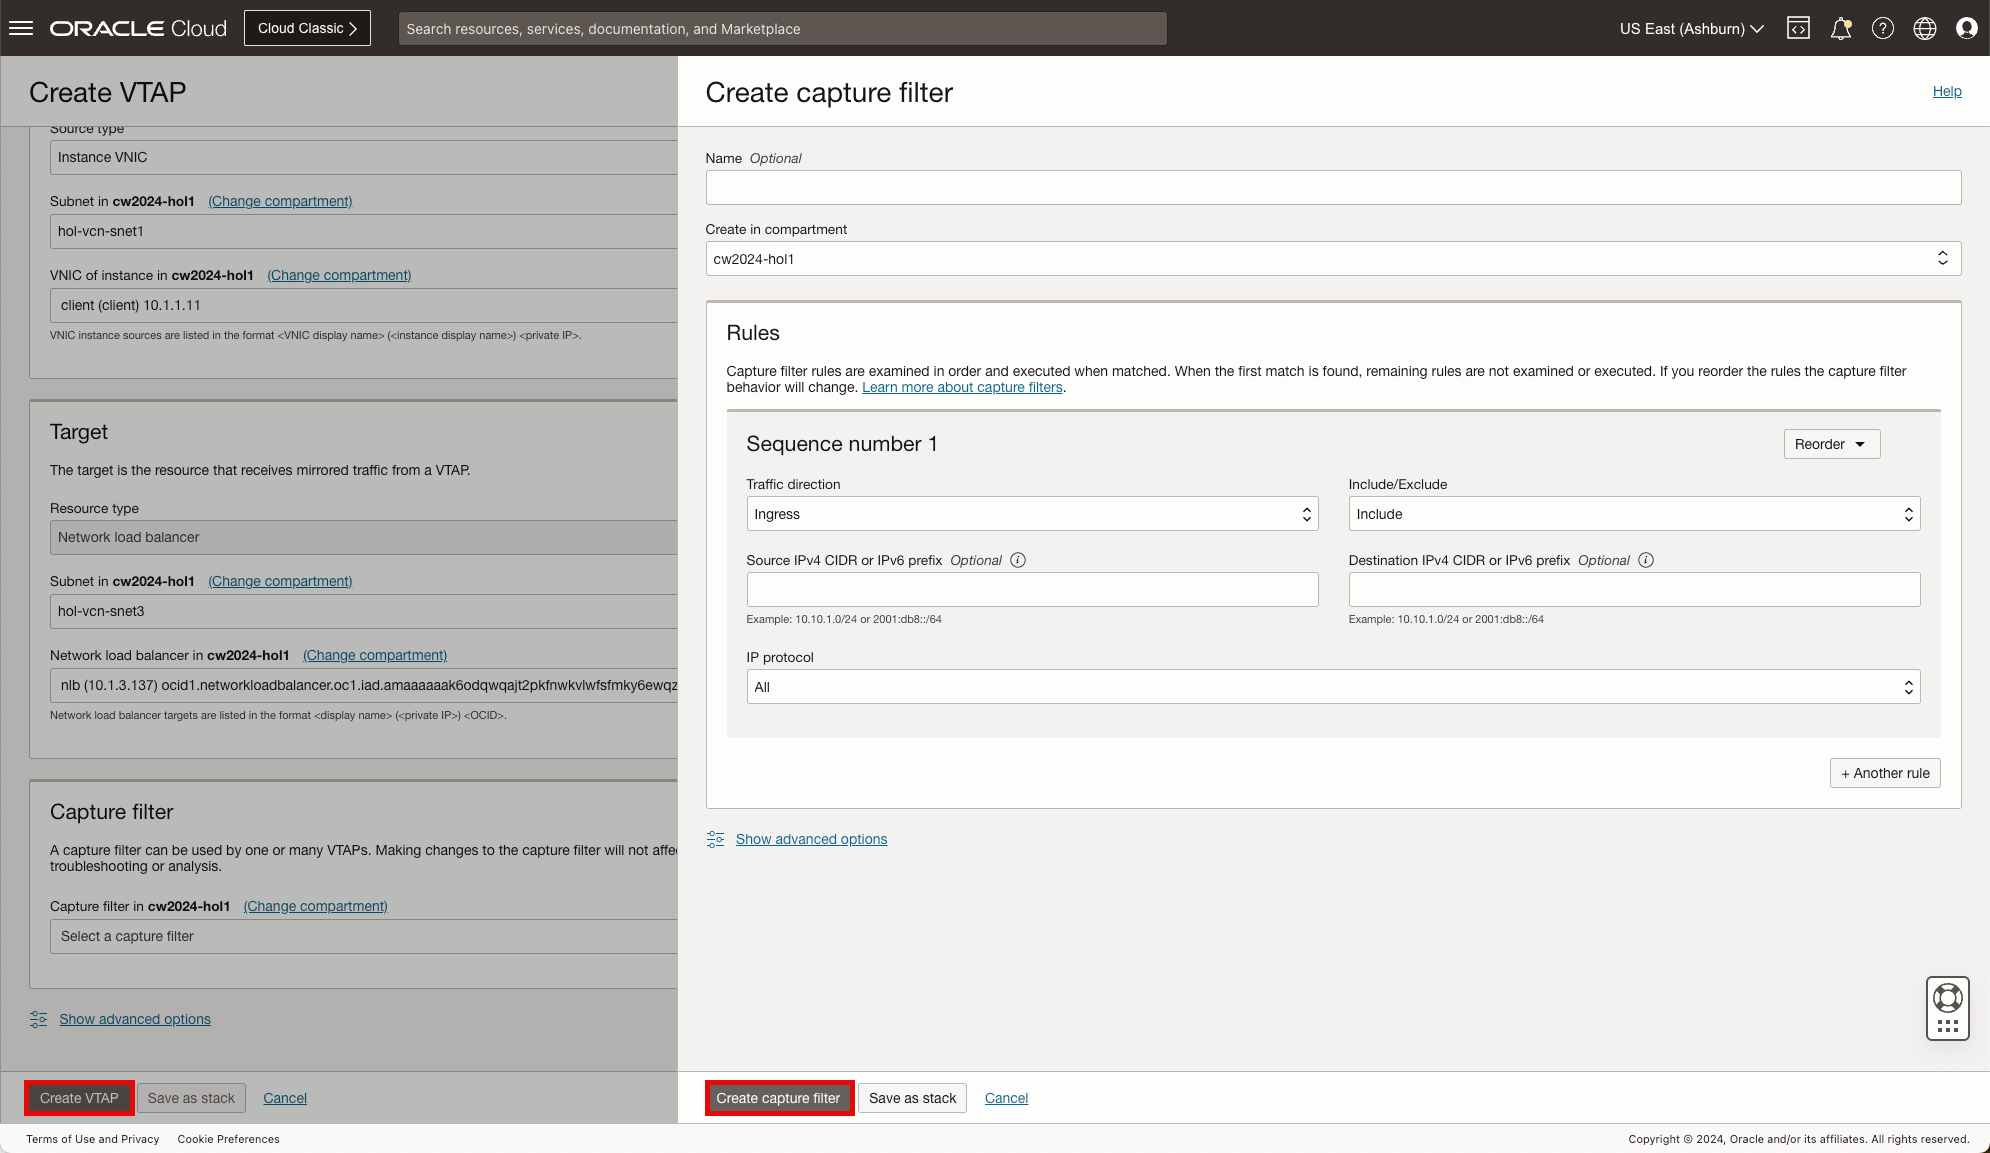 ORACLE Cloud
Cloud Classic
Search resources, services, documentation, and Marketplace
US East (Ashburn)
Create VTAP
Source type
Instance VNIC
Subnet in cw2024-hol1 (Change compartment)
hol-vcn-snet1
VNIC of instance in cw2024-hol1 (Change compartment)
client (client) 10.1.1.11
VNIC instance sources are listed in the format <VNIC display name> (<instance display name>) <private IP>.
Target
The target is the resource that receives mirrored traffic from a VTAP.
Resource type
Network load balancer
Subnet in cw2024-hol1 (Change compartment)
hol-vcn-snet3
Network load balancer in cw2024-hol1 (Change compartment)
nlb (10.1.3.137) ocid1.networkloadbalancer.oc1.iad.amaaaaaak6odqwqajt2pkfnwkvlwfsfmky6ewqz
Network load balancer targets are listed in the format <display name> (<private IP>) <OCID>.
Capture filter
A capture filter can be used by one or many VTAPs. Making changes to the capture filter will not affe
troubleshooting or analysis.
Capture filter in cw2024-hol1 (Change compartment)
Select a capture filter
Show advanced options
Create VTAP
Save as stack
Cancel
Create capture filter
Help
Name Optional
Create in compartment
cw2024-hol1
Rules
Capture filter rules are examined in order and executed when matched. When the first match is found, remaining rules are not examined or executed. If you reorder the rules the capture filter
behavior will change. Learn more about capture filters.
Sequence number 1
Reorder
Traffic direction
Ingress
Include/Exclude
Include
Source IPv4 CIDR or IPv6 prefix Optional
Example: 10.10.1.0/24 or 2001:db8::/64
Destination IPv4 CIDR or IPv6 prefix Optional
Example: 10.10.1.0/24 or 2001:db8::/64
IP protocol
All
+ Another rule
Show advanced options
Create capture filter
Save as stack
Cancel
Terms of Use and Privacy
Cookie Preferences
Copyright © 2024, Oracle and/or its affiliates. All rights reserved.